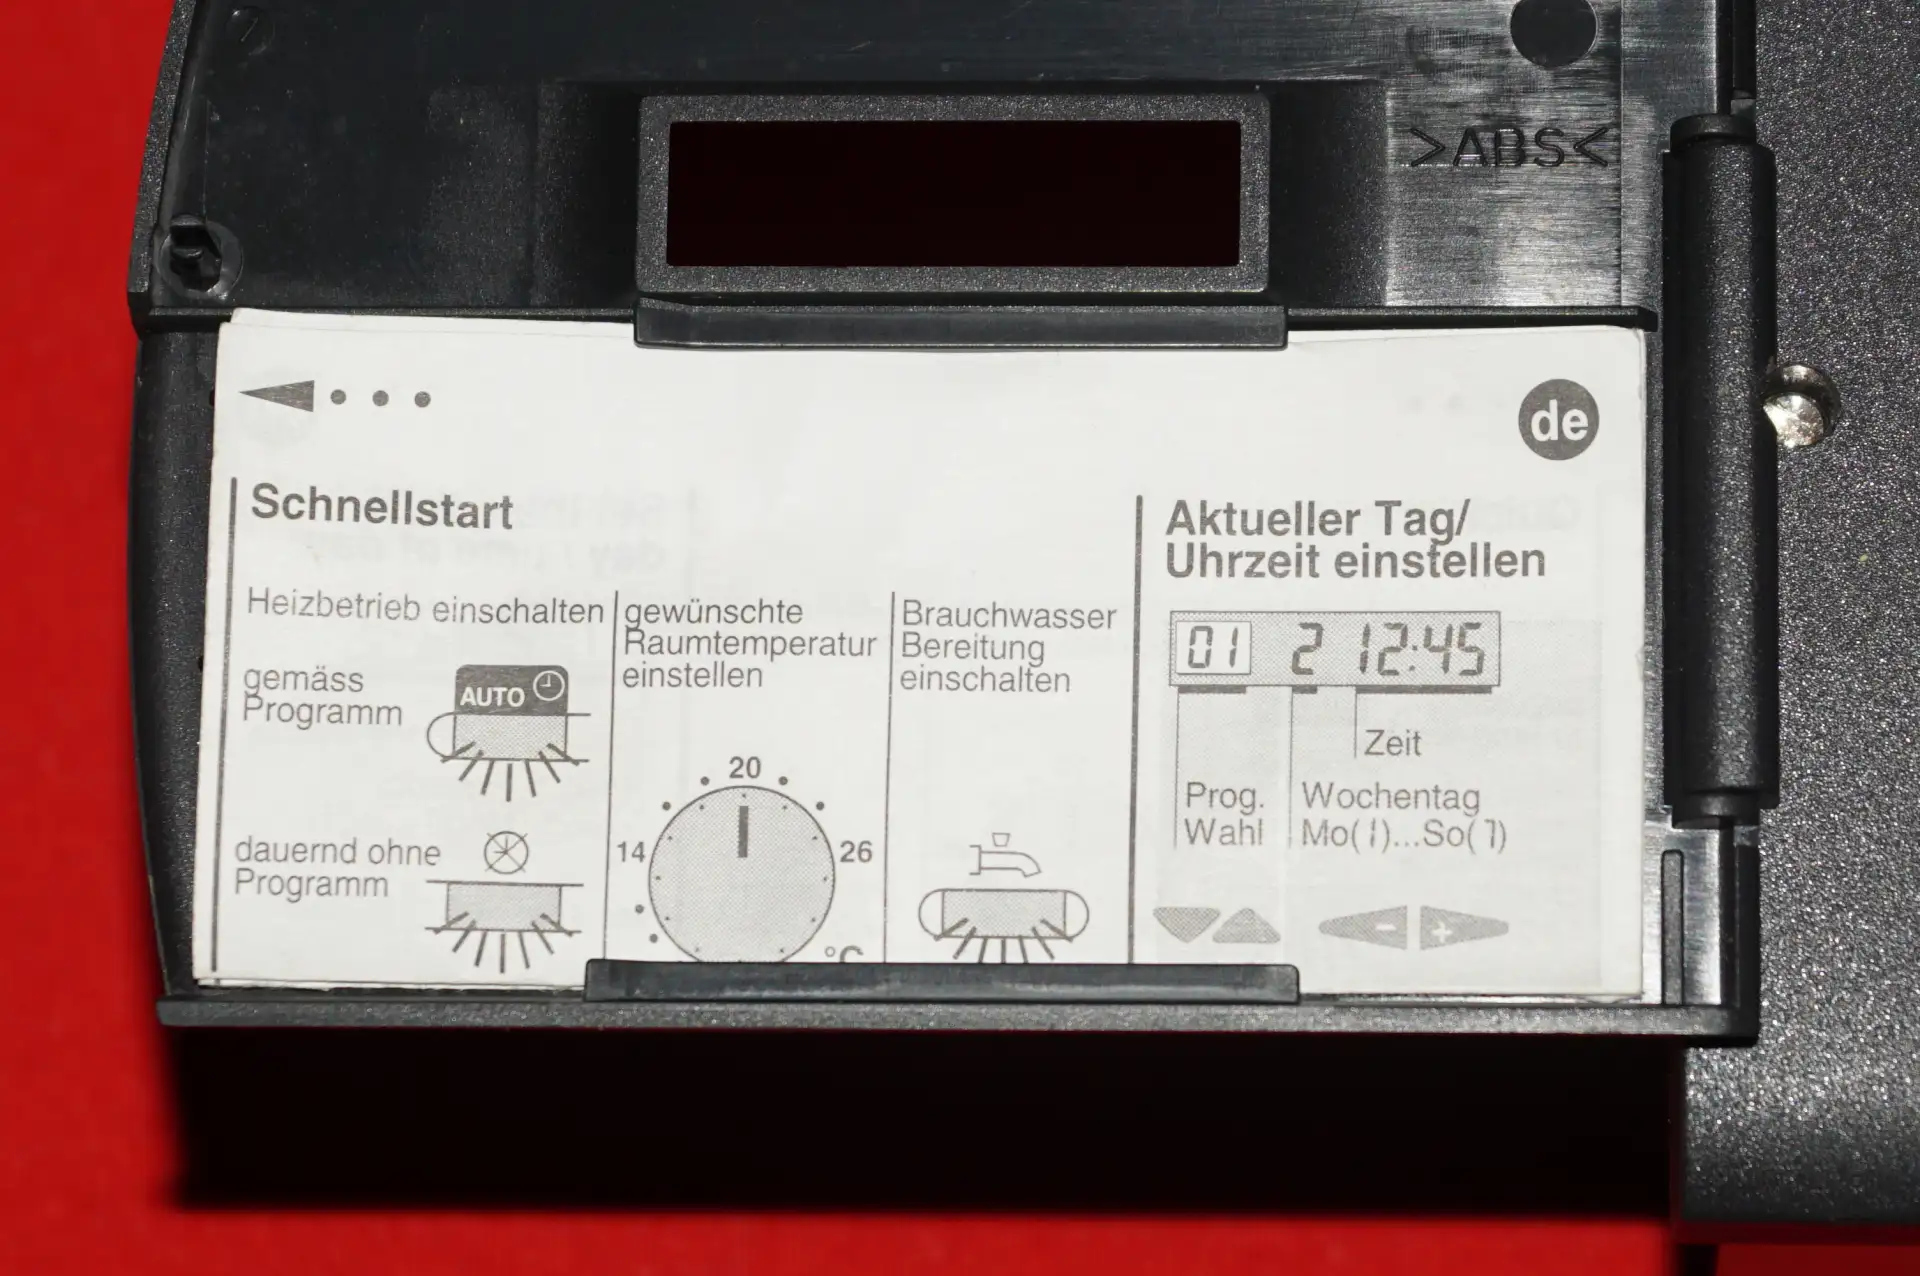 >ABS<
de
Schnellstart
Heizbetrieb einschalten
gemäss
Programm
AUTO
dauernd ohne
Programm
gewünschte
Raumtemperatur
einstellen
20
14
26
°C
Brauchwasser
Bereitung
einschalten
Aktueller Tag/
Uhrzeit einstellen
01 2 12:45
Zeit
Prog.
Wahl
Wochentag
Mo(1)...So(7)
- +